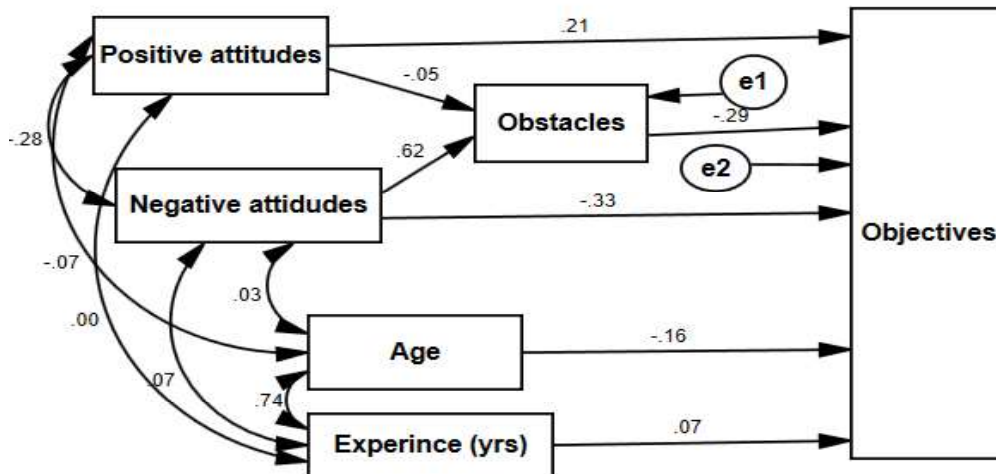 .21
Positive attitudes
-.05
e1
Obstacles
-.29
-.28
.62
e2
Negative attidudes
-.33
Objectives
-.07
.03
.00
Age
-.16
.07
.74
Experince (yrs)
.07